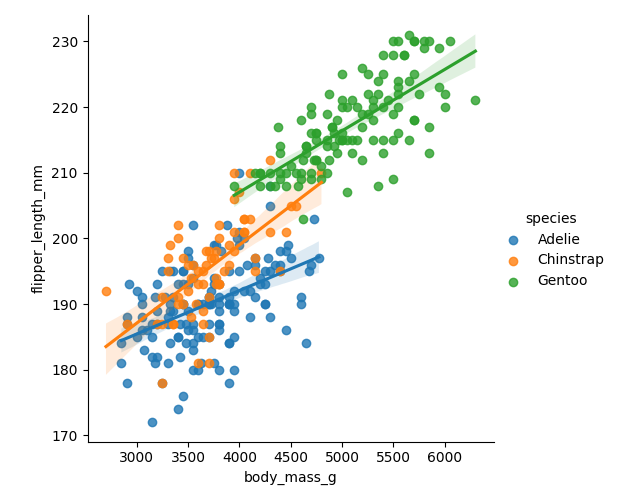 230
220
210
200
190
180
170
flipper_length_mm
3000 3500 4000 4500 5000 5500 6000
body_mass_g
species
Adelie
Chinstrap
Gentoo